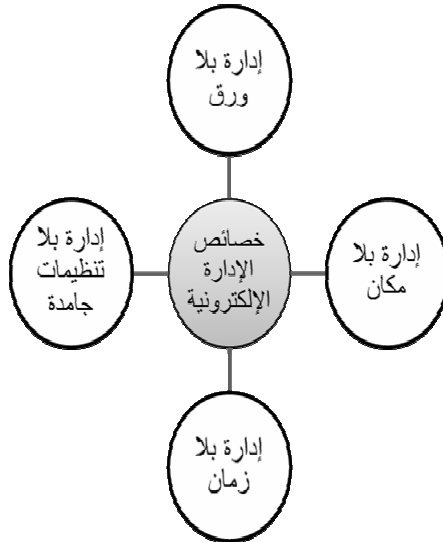 إدارة بلا
ورق
إدارة بلا
مكان
خصائص
الإدارة
الإلكترونية
إدارة بلا
تنظيمات
جامدة
إدارة بلا
زمان